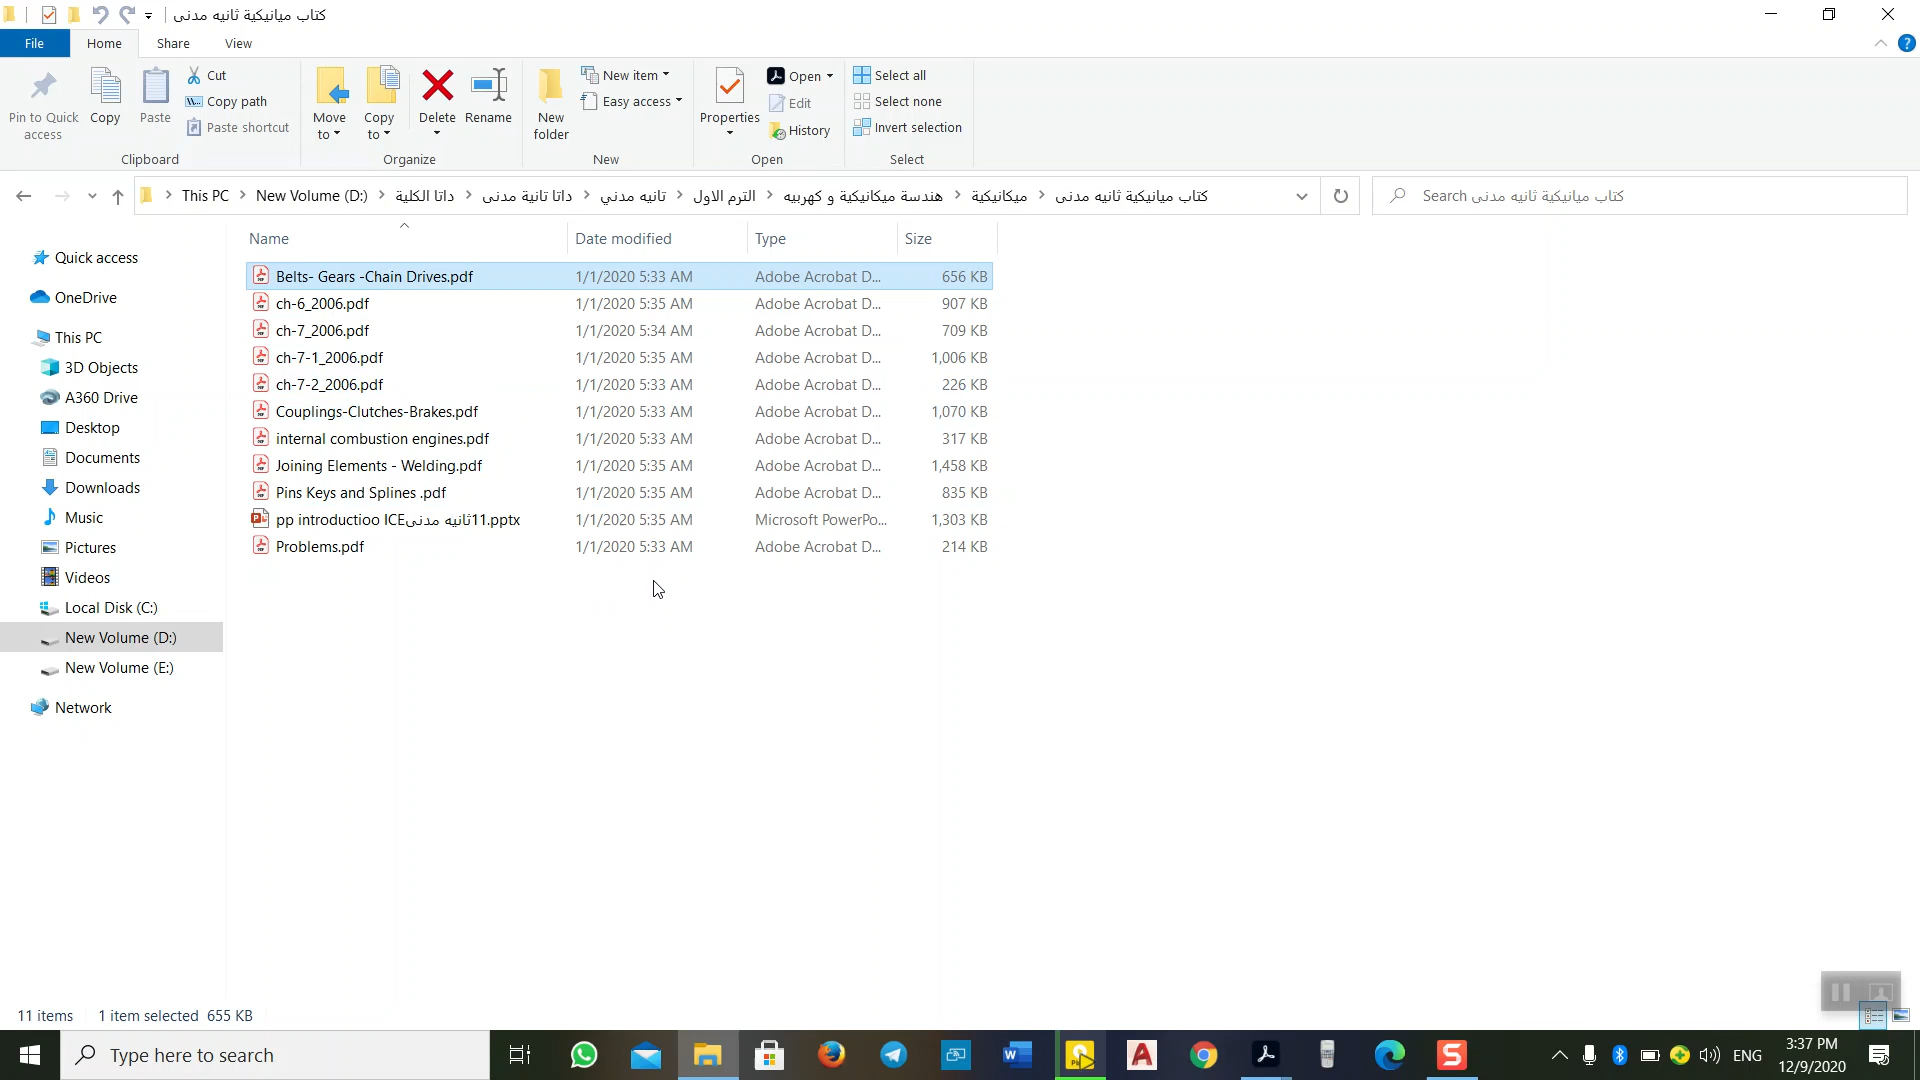 كتاب ميانيكية ثانيه مدنى
File Home Share View
Pin to Quick access
Copy
Paste
Cut
Copy path
Paste shortcut
Clipboard
Move to
Copy to
Delete
Rename
Organize
New folder
New item
Easy access
New
Properties
Open
Edit
History
Open
Select all
Select none
Invert selection
Select
This PC New Volume (D:) داتا الكلية داتا تانية مدنى تانيه مدني الترم الاول هندسة ميكانيكية و كهربيه ميكانيكية كتاب ميانيكية ثانيه مدنى
Search كتاب ميانيكية ثانيه مدنى
Quick access
OneDrive
This PC
3D Objects
A360 Drive
Desktop
Documents
Downloads
Music
Pictures
Videos
Local Disk (C:)
New Volume (D:)
New Volume (E:)
Network
Name Date modified Type Size
Belts- Gears -Chain Drives.pdf 1/1/2020 5:33 AM Adobe Acrobat D... 656 KB
ch-6_2006.pdf 1/1/2020 5:35 AM Adobe Acrobat D... 907 KB
ch-7_2006.pdf 1/1/2020 5:34 AM Adobe Acrobat D... 709 KB
ch-7-1_2006.pdf 1/1/2020 5:35 AM Adobe Acrobat D... 1,006 KB
ch-7-2_2006.pdf 1/1/2020 5:33 AM Adobe Acrobat D... 226 KB
Couplings-Clutches-Brakes.pdf 1/1/2020 5:33 AM Adobe Acrobat D... 1,070 KB
internal combustion engines.pdf 1/1/2020 5:33 AM Adobe Acrobat D... 317 KB
Joining Elements - Welding.pdf 1/1/2020 5:35 AM Adobe Acrobat D... 1,458 KB
Pins Keys and Splines .pdf 1/1/2020 5:35 AM Adobe Acrobat D... 835 KB
pp introductioo ICEثانيه مدنى11.pptx 1/1/2020 5:35 AM Microsoft PowerPo... 1,303 KB
Problems.pdf 1/1/2020 5:33 AM Adobe Acrobat D... 214 KB
11 items 1 item selected 655 KB
Type here to search
ENG
3:37 PM
12/9/2020